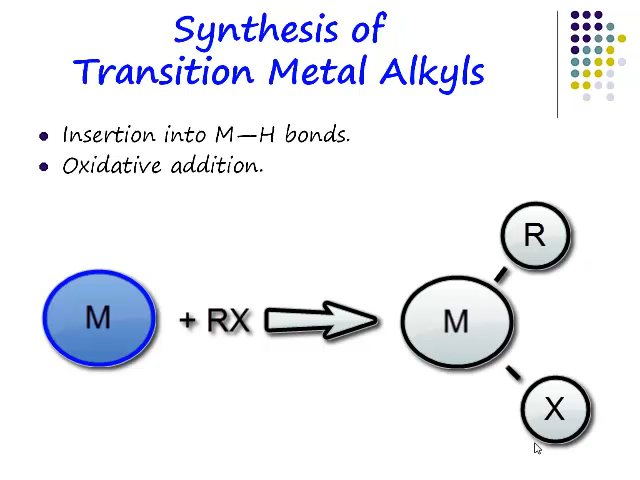 Synthesis of
Transition Metal Alkyls
Insertion into M—H bonds.
Oxidative addition.
R
M + RX M
X